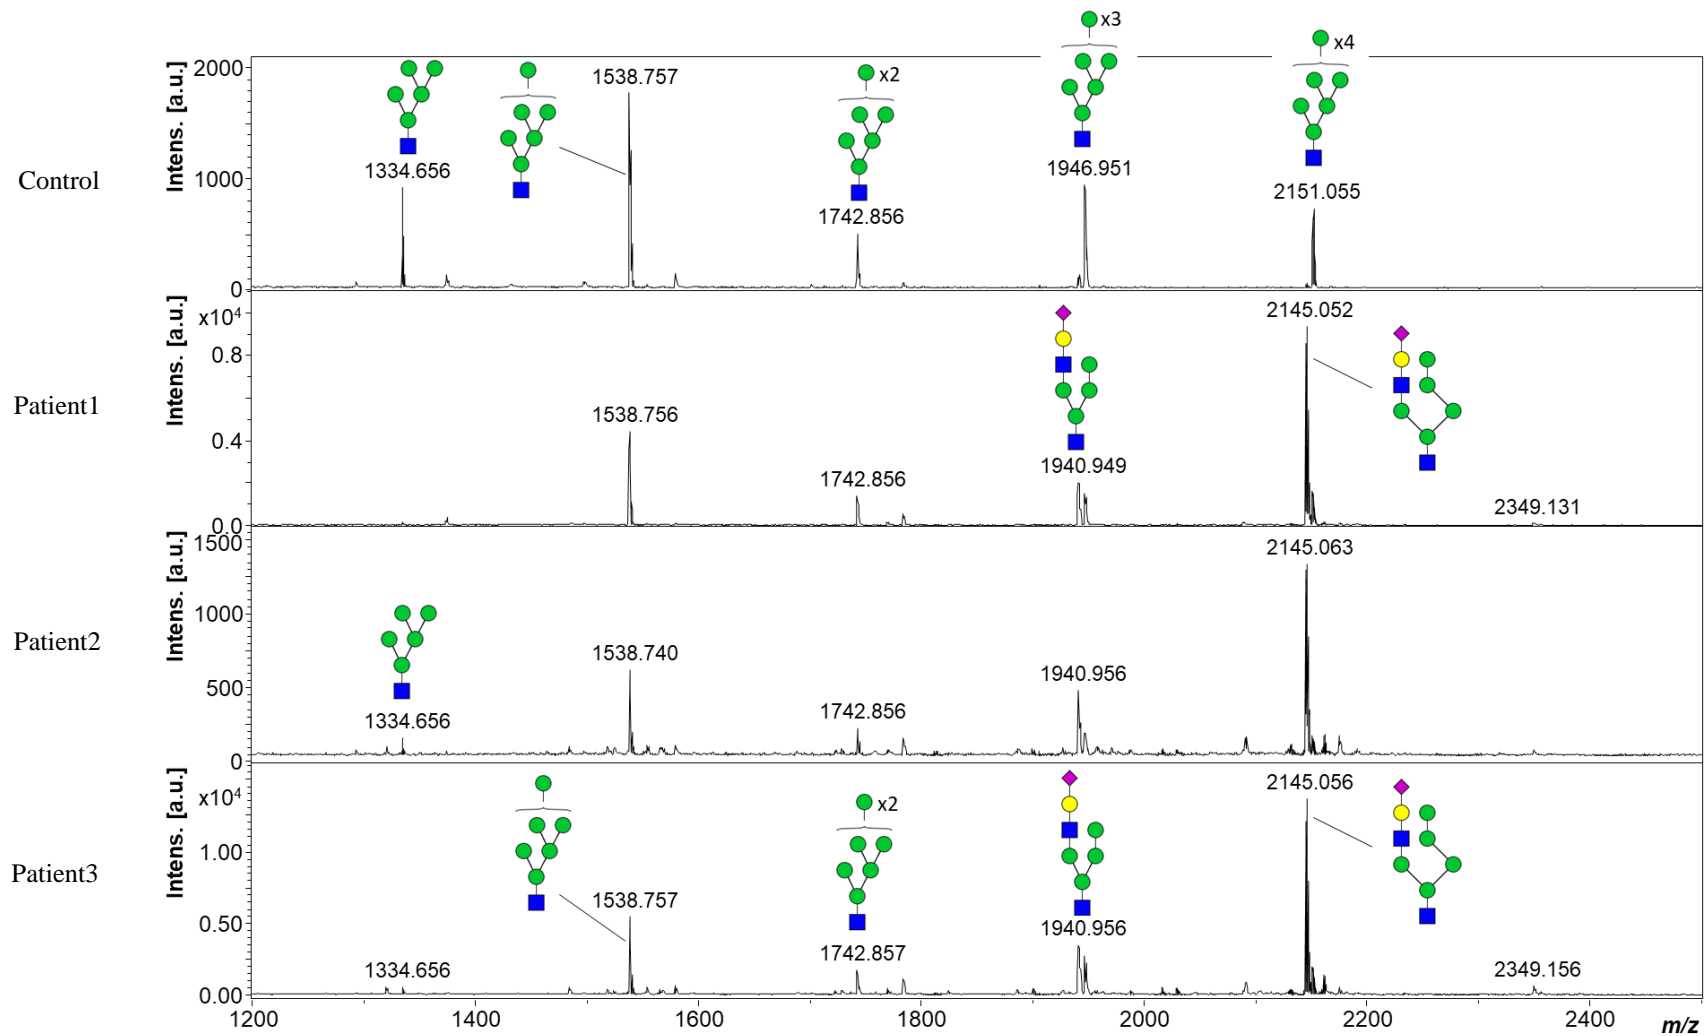 x3
x4
2000
1538.757
x2
Intens. [a.u.]
Control
1000
1334.656
1946.951
1742.856
2151.055
0
x10⁴
2145.052
Intens. [a.u.]
0.8
Patient1
1538.756
0.4
1940.949
1742.856
2349.131
0.0
1500
2145.063
Intens. [a.u.]
1000
Patient2
1538.740
1940.956
500
1334.656
1742.856
0
2145.056
x10⁴
x2
Intens. [a.u.]
1.00
Patient3
1538.757
0.50
1940.956
1742.857
1334.656
2349.156
0.00
1200 1400 1600 1800 2000 2200 2400 m/z